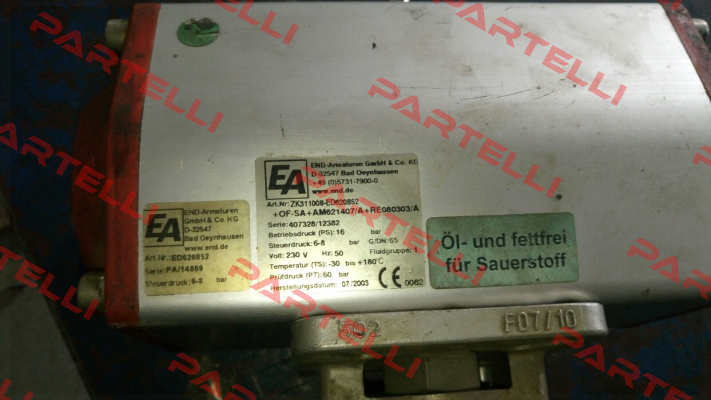 PARTELLI
PARTELLI
PARTELLI
PARTELLI
PARTELLI
PARTELLI
EA
END-Armaturen
GmbH & Co. KG
D-32547
Bad Oeynhausen
www.end.de
Art.Nr.: ED620852
Serie: PA/14866
Steuerdruck: 6-8 bar
EA
END-Armaturen GmbH & Co. KG
D-32547 Bad Oeynhausen
+49 (0)5731-7900-0
www.end.de
Art.Nr: ZK311008-ED620852
+OF-SA+AM621407/A+RE080303/A
Serie: 407328/12382
Betriebsdruck (PS): 16 bar
Steuerdruck: 6-8 bar G/DN: 65
Volt: 230 V Hz: 50 Fluidgruppe: 1
Temperatur (TS): -30 bis +180°C
Prüfdruck (PT): 50 bar
Herstellungsdatum: 07/2003 CE 0062
Öl- und fettfrei
für Sauerstoff
F07/10